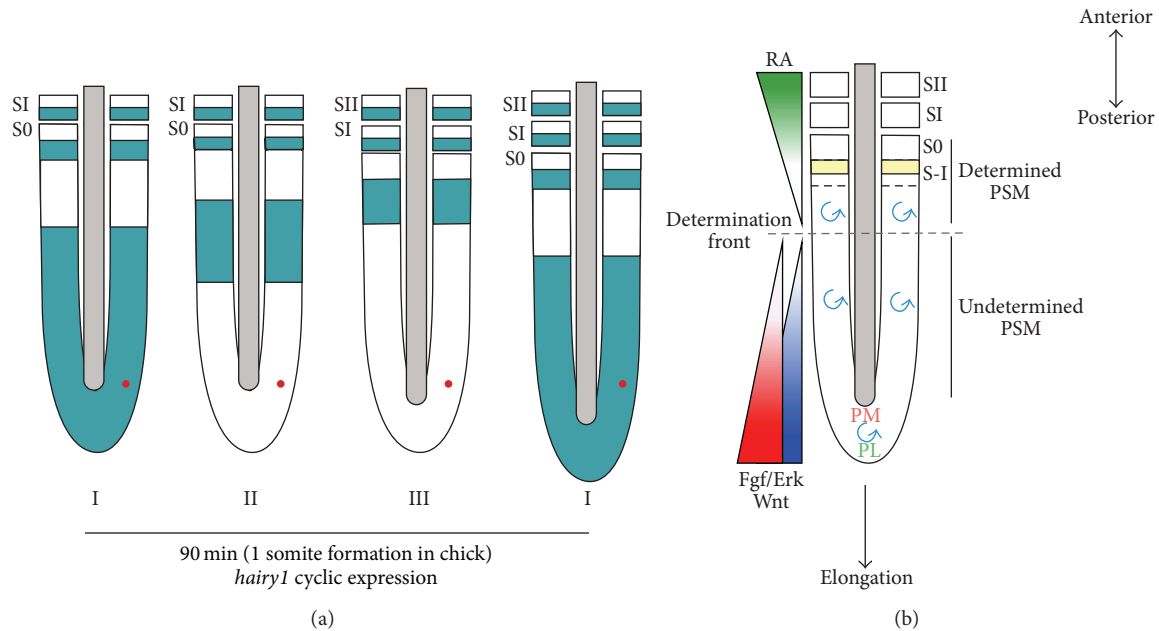 SI
S0
SI
S0
SII
SI
SII
SI
S0
I
II
III
I
90 min (1 somite formation in chick)
hairy1 cyclic expression
(a)
Anterior
Posterior
RA
SII
SI
S0
S-I
Determined
PSM
Determination
front
Undetermined
PSM
PM
PL
Fgf/Erk
Wnt
Elongation
(b)